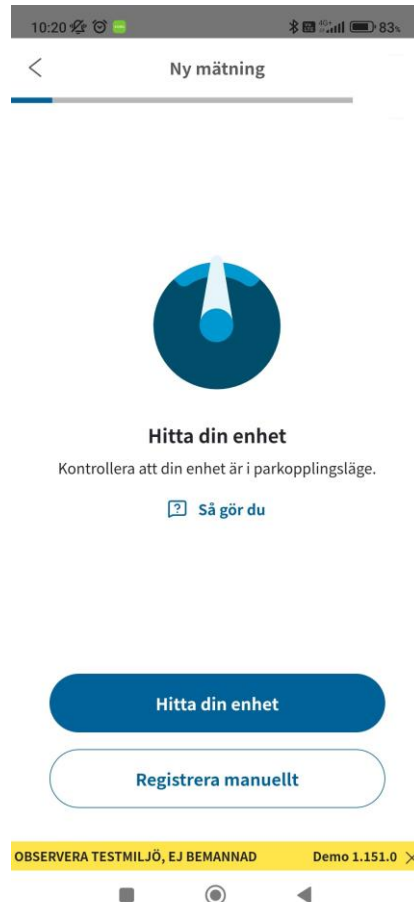 10:20
4G+
83%
Ny mätning
Hitta din enhet
Kontrollera att din enhet är i parkopplingsläge.
Så gör du
Hitta din enhet
Registrera manuellt
OBSERVERA TESTMILJÖ, EJ BEMANNAD Demo 1.151.0